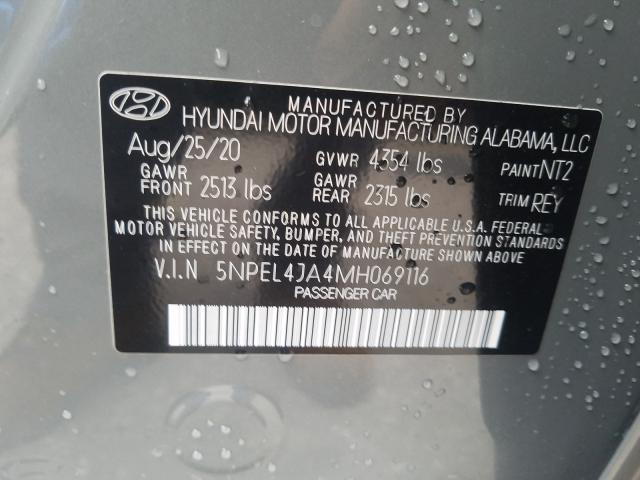 MANUFACTURED BY
HYUNDAI MOTOR MANUFACTURING ALABAMA, LLC
Aug/25/20 GVWR 4354 lbs PAINT NT2
GAWR FRONT 2513 lbs GAWR REAR 2315 lbs TRIM REY
THIS VEHICLE CONFORMS TO ALL APPLICABLE U.S.A. FEDERAL
MOTOR VEHICLE SAFETY, BUMPER, AND THEFT PREVENTION STANDARDS
IN EFFECT ON THE DATE OF MANUFACTURE SHOWN ABOVE.
V.I.N 5NPEL4JA4MH069116
PASSENGER CAR